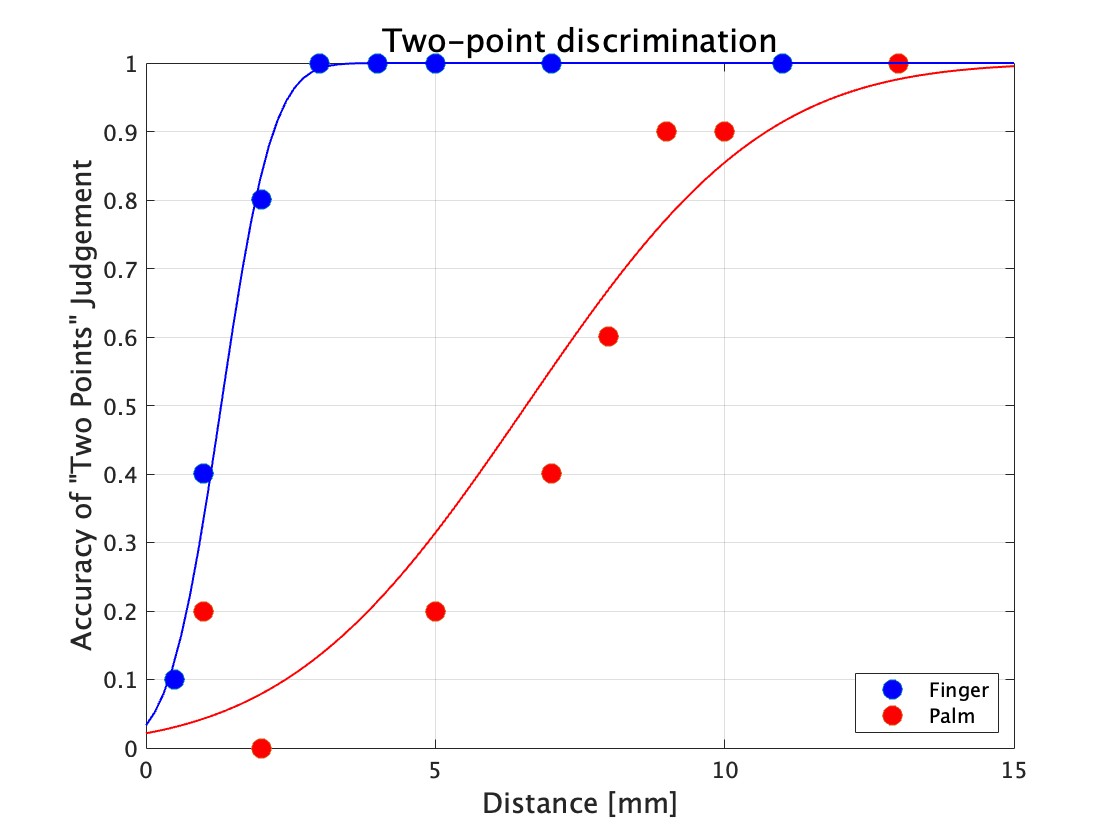 Two-point discrimination
Accuracy of "Two Points" Judgement
1
0.9
0.8
0.7
0.6
0.5
0.4
0.3
0.2
0.1
0
0 5 10 15
Distance [mm]
Finger
Palm